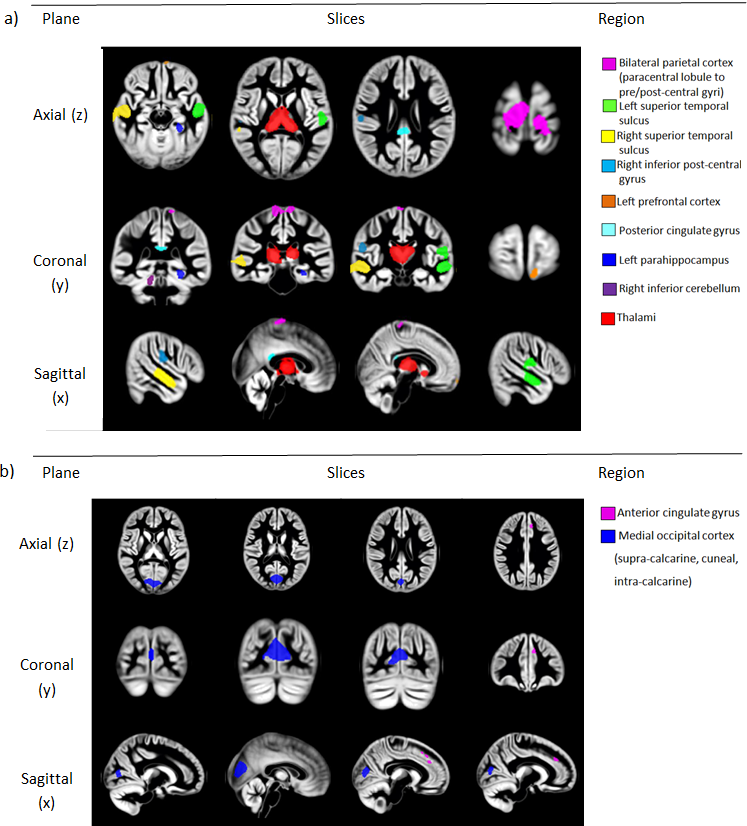 a) Plane Slices Region
Axial (z)
Coronal
(y)
Sagittal
(x)
Bilateral parietal cortex
(paracentral lobule to
pre/post-central gyri)
Left superior temporal
sulcus
Right superior temporal
sulcus
Right inferior post-central
gyrus
Left prefrontal cortex
Posterior cingulate gyrus
Left parahippocampus
Right inferior cerebellum
Thalami
b) Plane Slices Region
Axial (z)
Coronal
(y)
Sagittal
(x)
Anterior cingulate gyrus
Medial occipital cortex
(supra-calcarine, cuneal,
intra-calcarine)